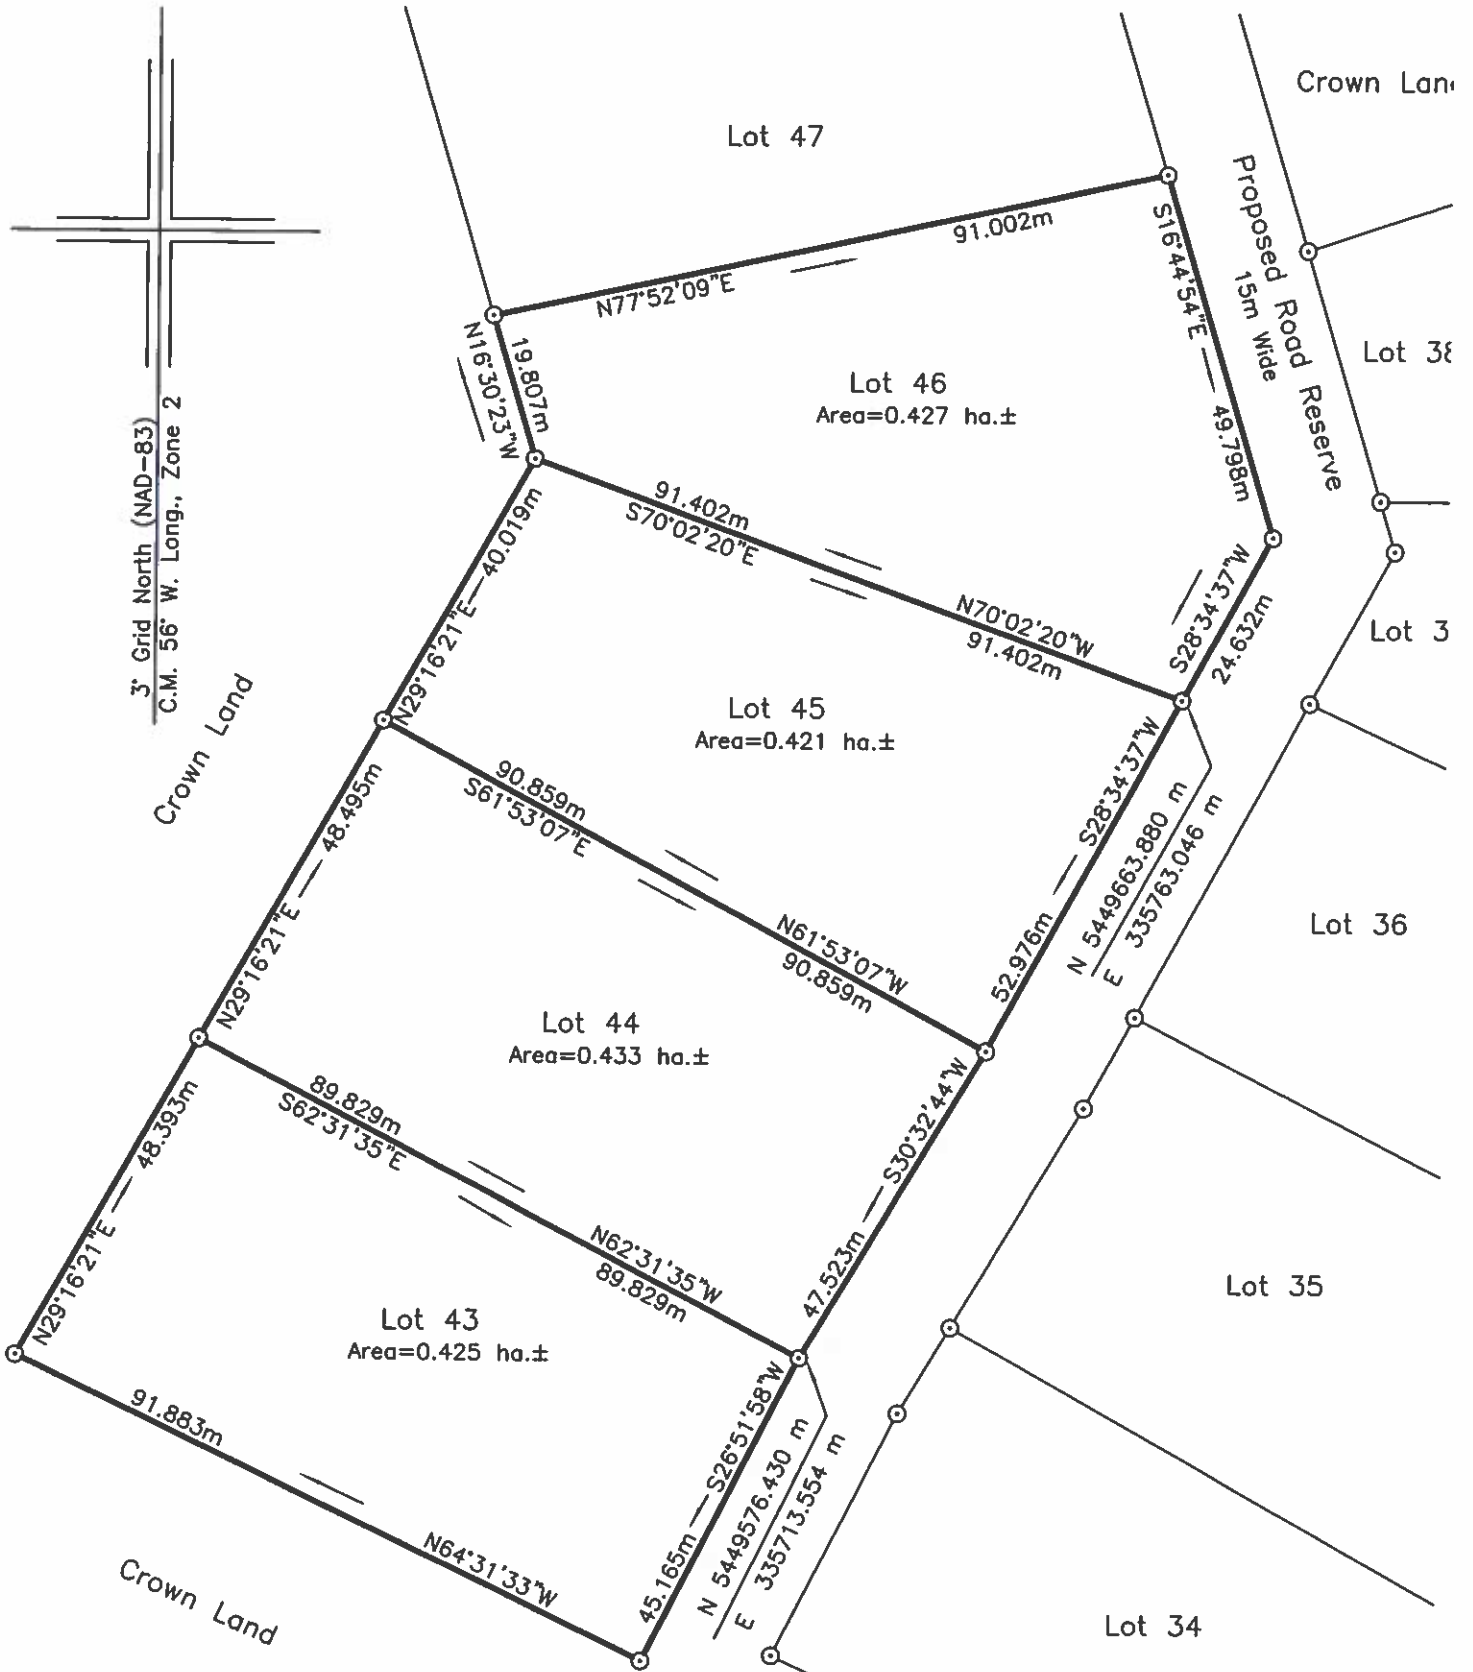 Crown Lan
Lot 47
Proposed Road Reserve
15m Wide
91.002m
N77°52'09"E
S16°44'54"E
49.798m
N16°30'23"W
19.807m
Lot 46
Area=0.427 ha.±
Lot 38
3° Grid North (NAD-83)
C.M. 56° W. Long., Zone 2
91.402m
S70°02'20"E
N70°02'20"W
91.402m
S28°34'37"W
24.632m
Lot 3
N29°16'21"E
40.019m
Crown Land
Lot 45
Area=0.421 ha.±
S28°34'37"W
52.976m
N 5449663.880 m
E 335763.046 m
90.859m
S61°53'07"E
N61°53'07"W
90.859m
Lot 36
N29°16'21"E
48.495m
Lot 44
Area=0.433 ha.±
S30°32'44"W
47.523m
89.829m
S62°31'35"E
N62°31'35"W
89.829m
Lot 35
N29°16'21"E
48.393m
Lot 43
Area=0.425 ha.±
S26°51'58"W
45.165m
N 5449576.430 m
E 335713.554 m
91.883m
N64°31'33"W
Crown Land
Lot 34